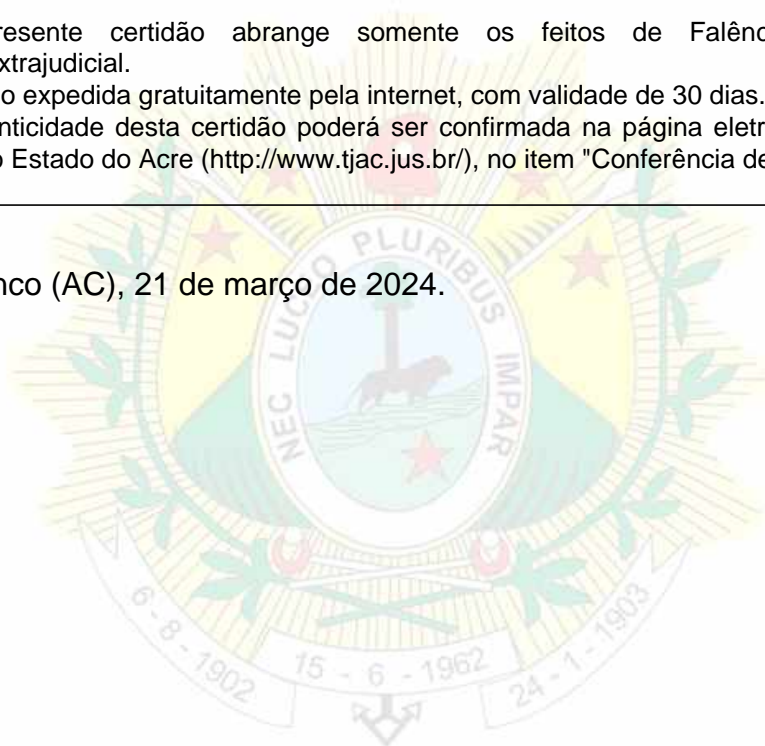 resente certidão abrange somente os feitos de Falênc
xtrajudicial.
o expedida gratuitamente pela internet, com validade de 30 dias.
nticidade desta certidão poderá ser confirmada na página eletr
o Estado do Acre (http://www.tjac.jus.br/), no item "Conferência de
nco (AC), 21 de março de 2024.
NEC LUCEO PLURIBUS IMPAR
6 - 8 - 1902
15 - 6 - 1962
24 - 1 - 1903